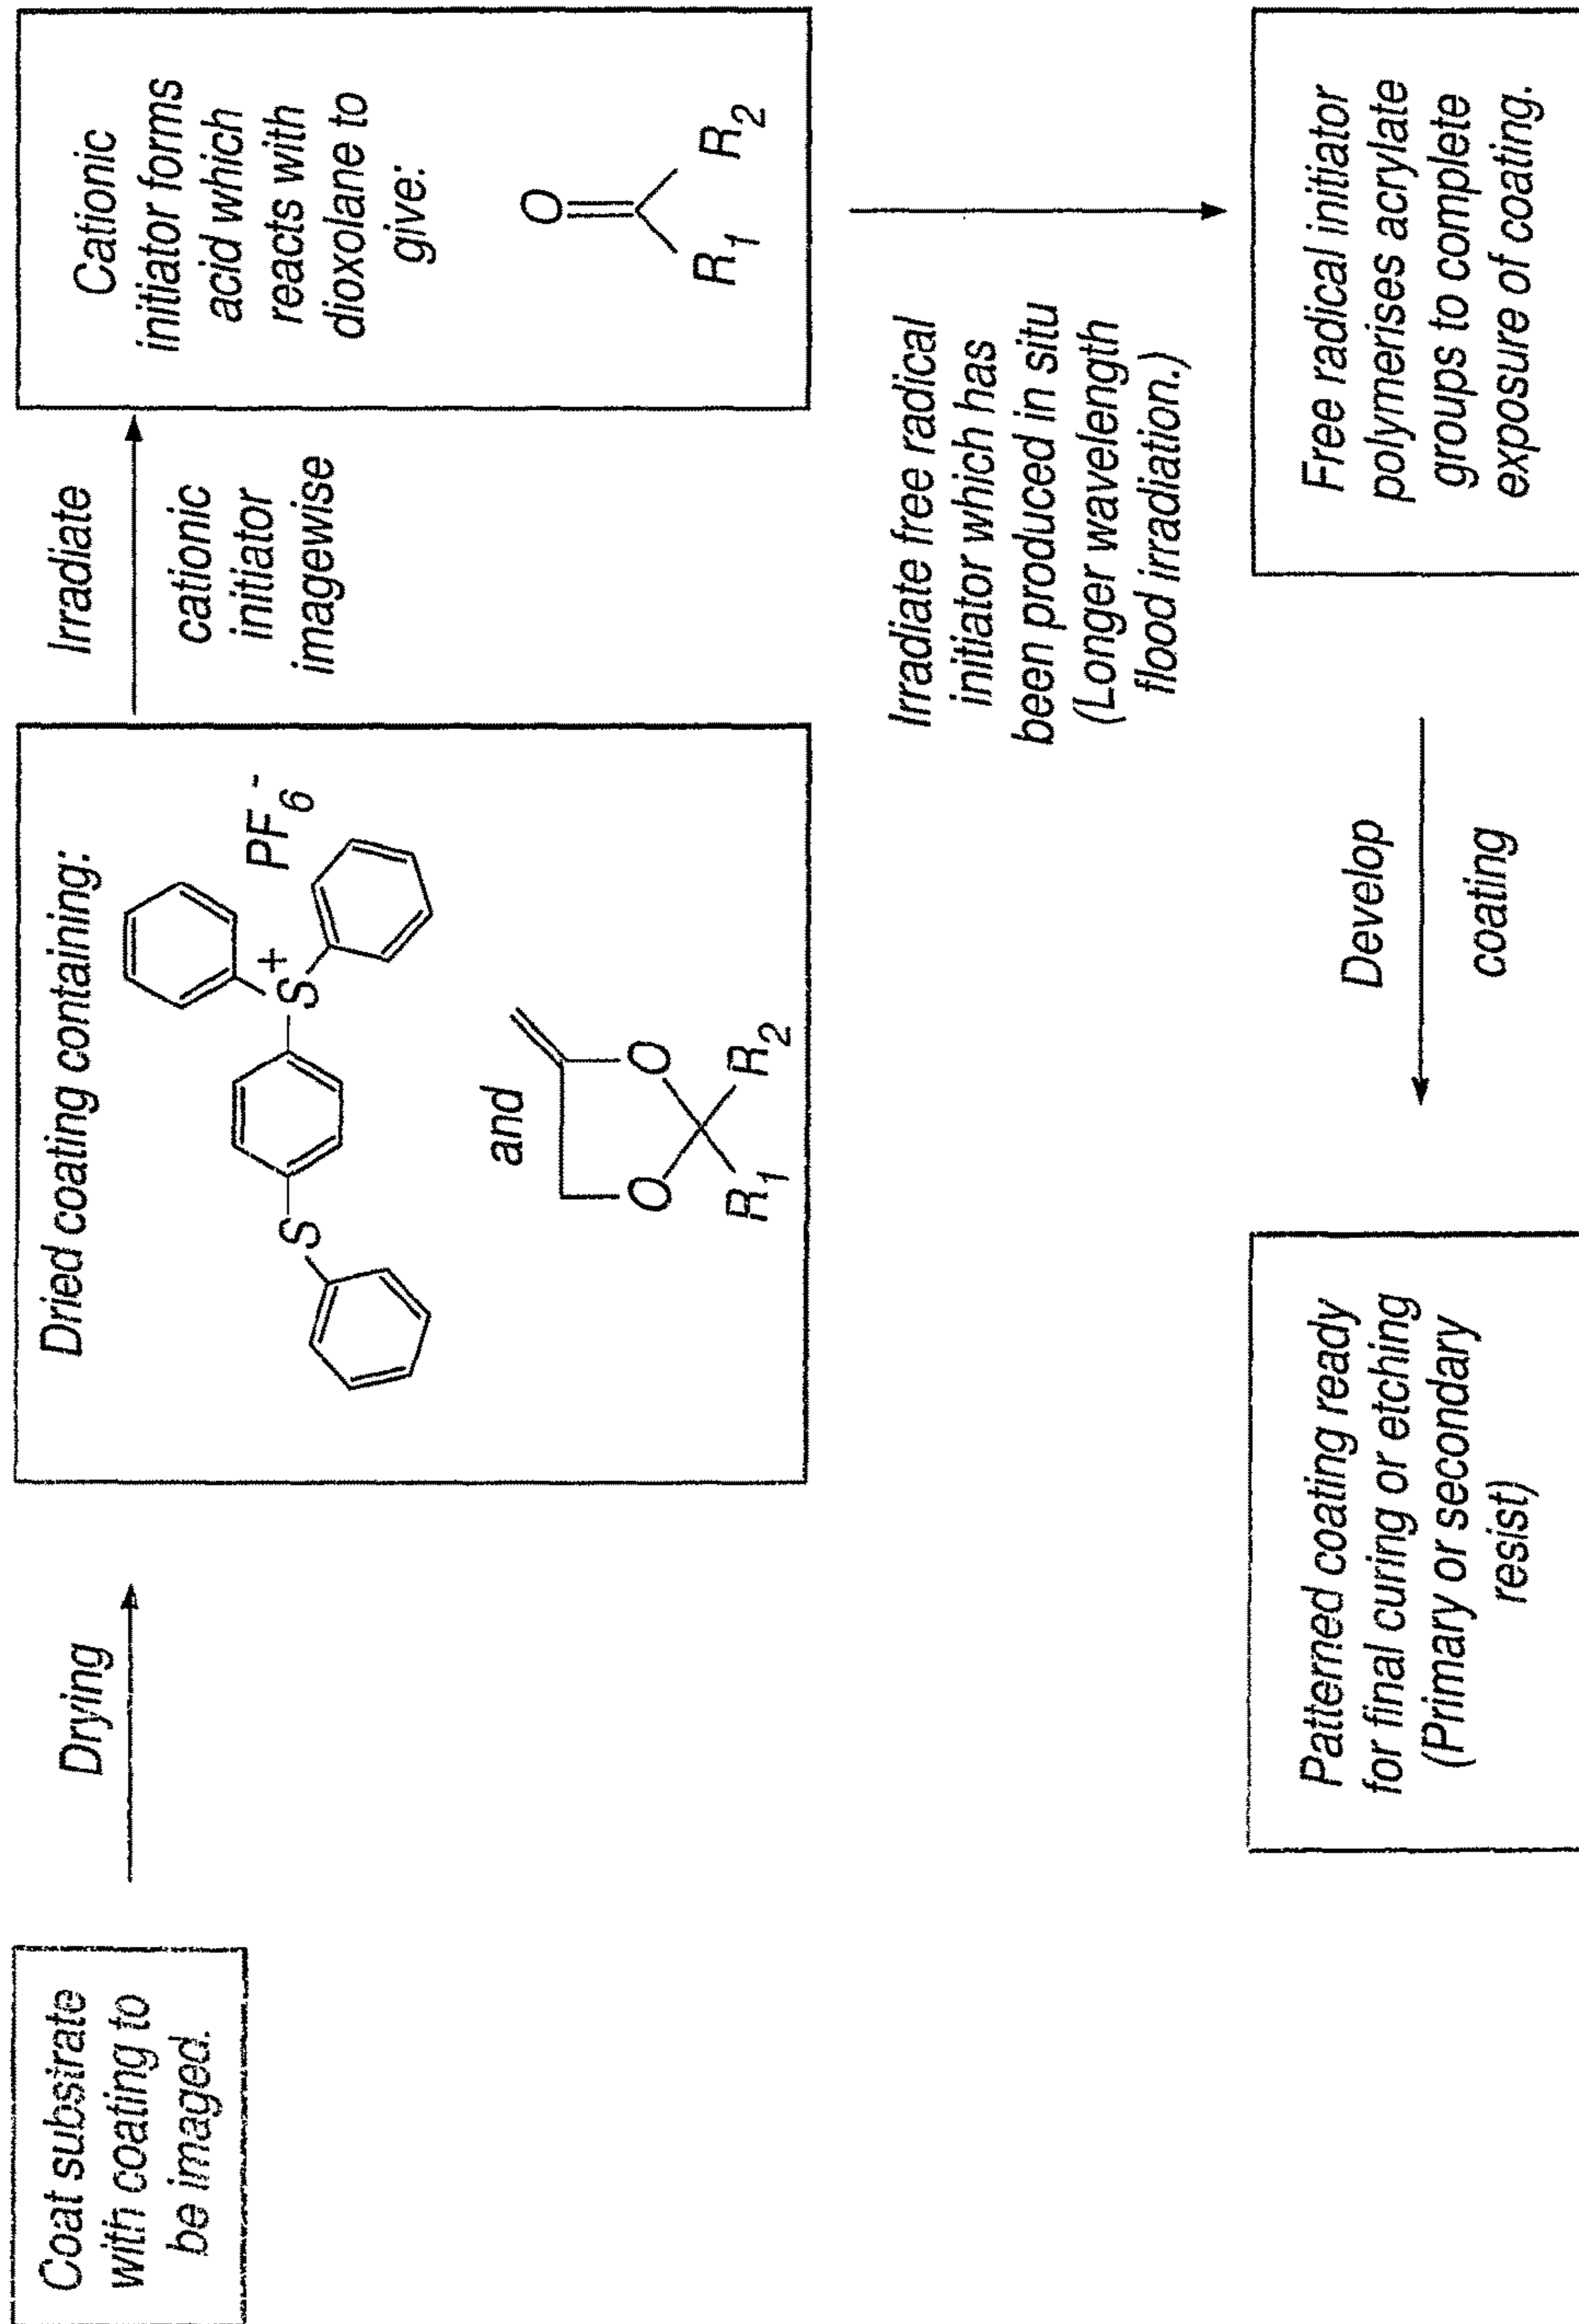 Coat substrate
with coating to
be imaged.
Drying
Dried coating containing:
S
S
+
PF6-
and
O
O
R1
R2
Irradiate
cationic
initiator
imagewise
Cationic
initiator forms
acid which
reacts with
dioxolane to
give:
O
R1
R2
Irradiate free radical
initiator which has
been produced in situ
(Longer wavelength
flood irradiation.)
Free radical initiator
polymerises acrylate
groups to complete
exposure of coating.
Develop
coating
Patterned coating ready
for final curing or etching
(Primary or secondary
resist)